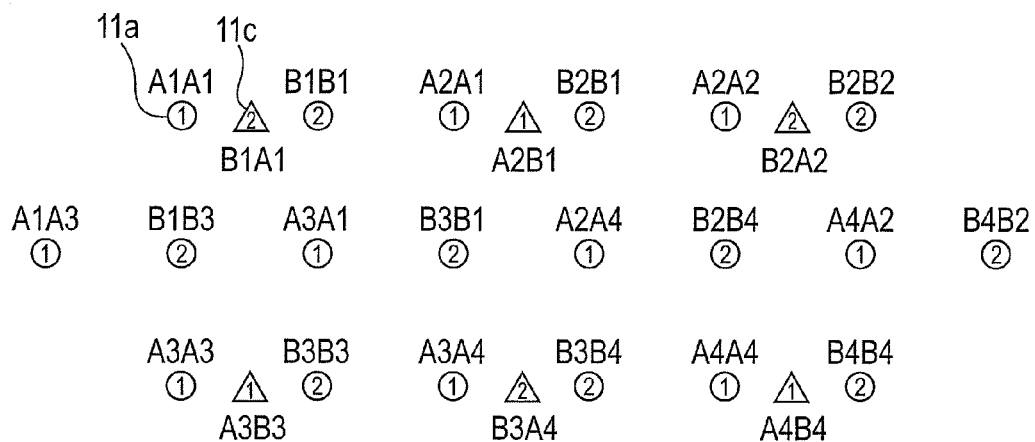 11a 11c
A1A1 B1B1 A2A1 B2B1 A2A2 B2B2
① 2 ② ① 1 ② ① 2 ②
B1A1 A2B1 B2A2
A1A3 B1B3 A3A1 B3B1 A2A4 B2B4 A4A2 B4B2
① ② ① ② ① ② ① ②
A3A3 B3B3 A3A4 B3B4 A4A4 B4B4
① 1 ② ① 2 ② ① 1 ②
A3B3 B3A4 A4B4